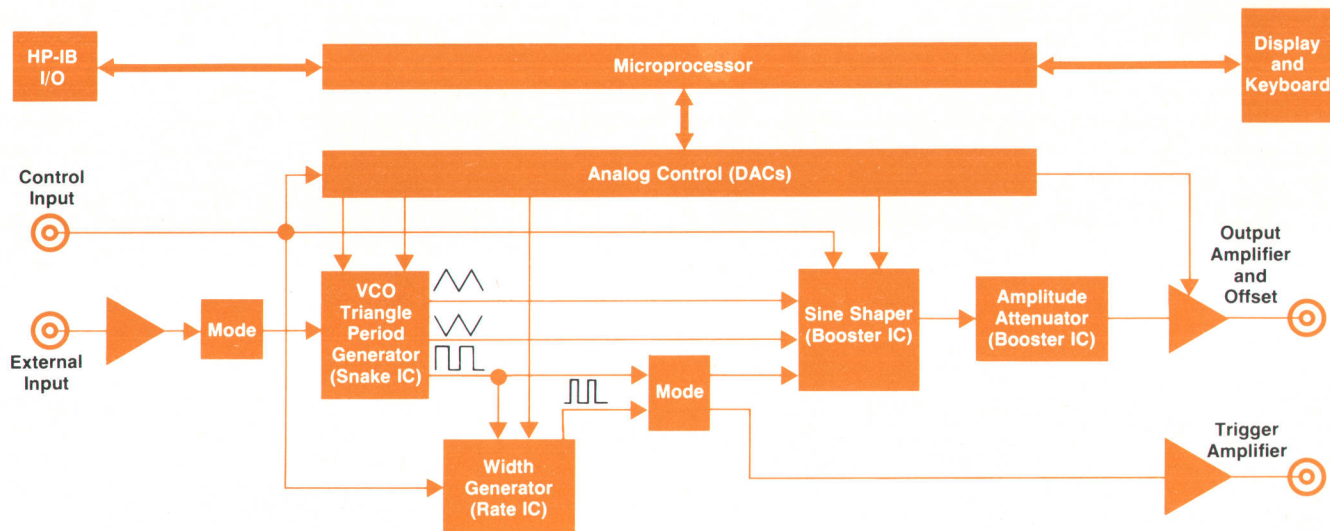 HP-IB
I/O
Microprocessor
Display
and
Keyboard
Analog Control (DACs)
Control
Input
External
Input
Mode
VCO
Triangle
Period
Generator
(Snake IC)
Width
Generator
(Rate IC)
Mode
Sine Shaper
(Booster IC)
Amplitude
Attenuator
(Booster IC)
Output
Amplifier
and
Offset
Trigger
Amplifier